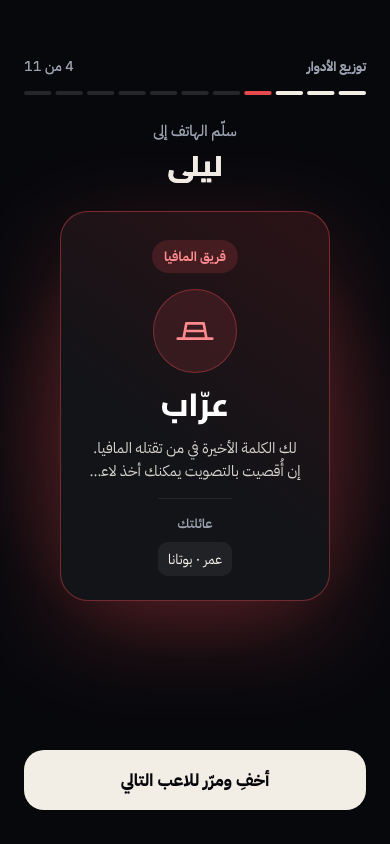 توزيع الأدوار
4 من 11
سلّم الهاتف إلى
ليلى
فريق المافيا
عرّاب
لك الكلمة الأخيرة في من تقتله المافيا.
إن أُقصيت بالتصويت يمكنك أخذ لاع...
عائلتك
عمر · بوتانا
أخفِ ومرّر للاعب التالي